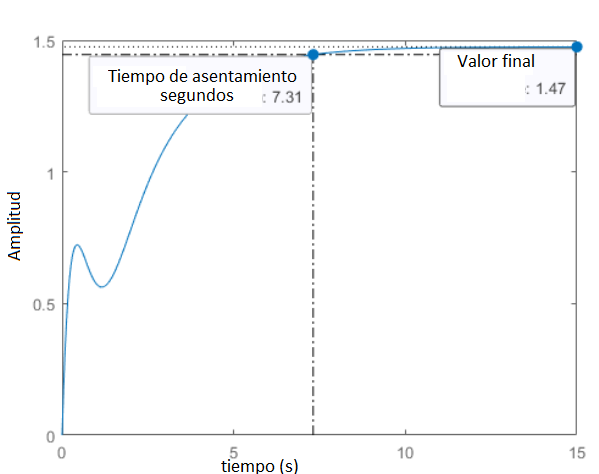 1.5
Tiempo de asentamiento
segundos : 7.31
Valor final
: 1.47
1
Amplitud
0.5
0
0
5
10
15
tiempo (s)